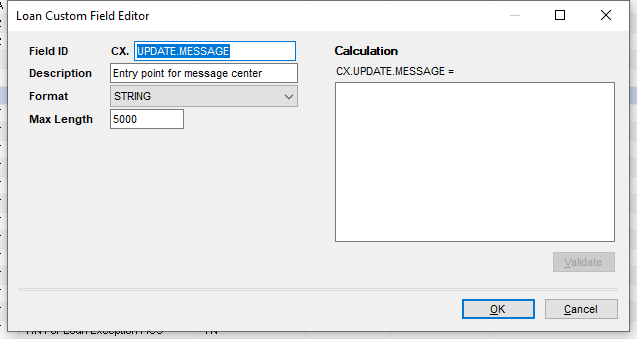 Loan Custom Field Editor
Field ID CX. UPDATE.MESSAGE
Description Entry point for message center
Format STRING
Max Length 5000
Calculation
CX.UPDATE.MESSAGE =
Validate
OK Cancel